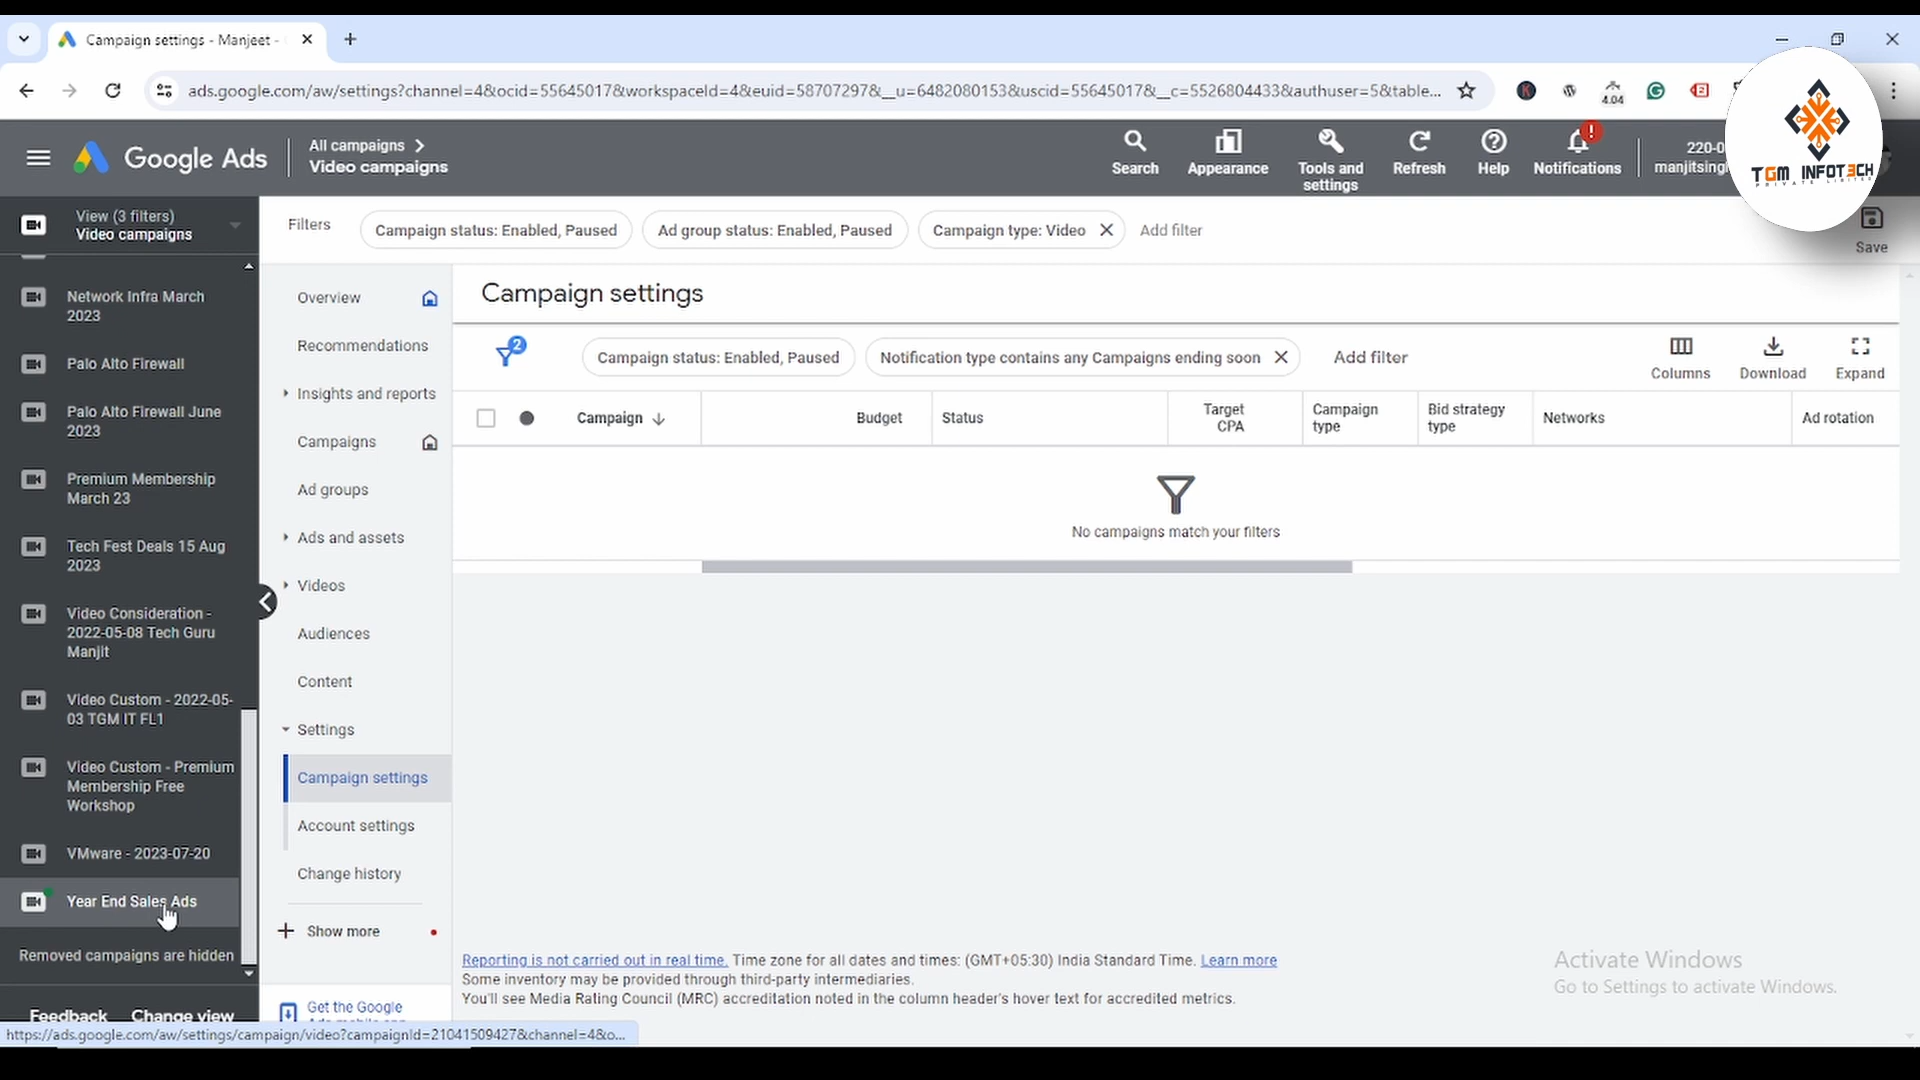 Campaign settings - Manjeet -
ads.google.com/aw/settings?channel=4&ocid=55645017&workspaceId=4&euid=58707297&__u=6482080153&uscid=55645017&__c=5526804433&authuser=5&table...
4.04
Google Ads
All campaigns
Video campaigns
Search
Appearance
Tools and
settings
Refresh
Help
Notifications
220-0
manjitsing
TGM INFOTECH
PRIVATE LIMITED
View (3 filters)
Video campaigns
Filters
Campaign status: Enabled, Paused
Ad group status: Enabled, Paused
Campaign type: Video
Add filter
Save
Network Infra March
2023
Palo Alto Firewall
Palo Alto Firewall June
2023
Premium Membership
March 23
Tech Fest Deals 15 Aug
2023
Video Consideration -
2022-05-08 Tech Guru
Manjit
Video Custom - 2022-05-
03 TGM IT FL1
Video Custom - Premium
Membership Free
Workshop
VMware - 2023-07-20
Year End Sales Ads
Removed campaigns are hidden
Feedback
Change view
Overview
Recommendations
Insights and reports
Campaigns
Ad groups
Ads and assets
Videos
Audiences
Content
Settings
Campaign settings
Account settings
Change history
Show more
Get the Google
Campaign settings
2
Campaign status: Enabled, Paused
Notification type contains any Campaigns ending soon
Add filter
Columns
Download
Expand
Campaign
Budget
Status
Target
CPA
Campaign
type
Bid strategy
type
Networks
Ad rotation
No campaigns match your filters
Reporting is not carried out in real time. Time zone for all dates and times: (GMT+05:30) India Standard Time. Learn more
Some inventory may be provided through third-party intermediaries.
You'll see Media Rating Council (MRC) accreditation noted in the column header's hover text for accredited metrics.
Activate Windows
Go to Settings to activate Windows.
https://ads.google.com/aw/settings/campaign/video?campaignId=21041509427&channel=4&o...